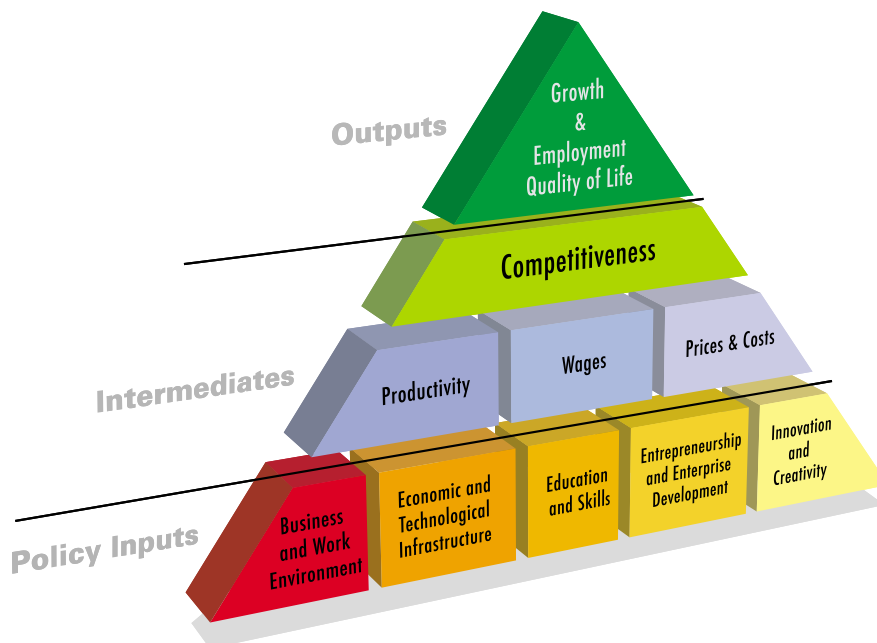 Outputs
Growth
&
Employment
Quality of Life
Competitiveness
Intermediates
Productivity
Wages
Prices & Costs
Policy Inputs
Business
and Work
Environment
Economic and
Technological
Infrastructure
Education
and Skills
Entrepreneurship
and Enterprise
Development
Innovation
and
Creativity